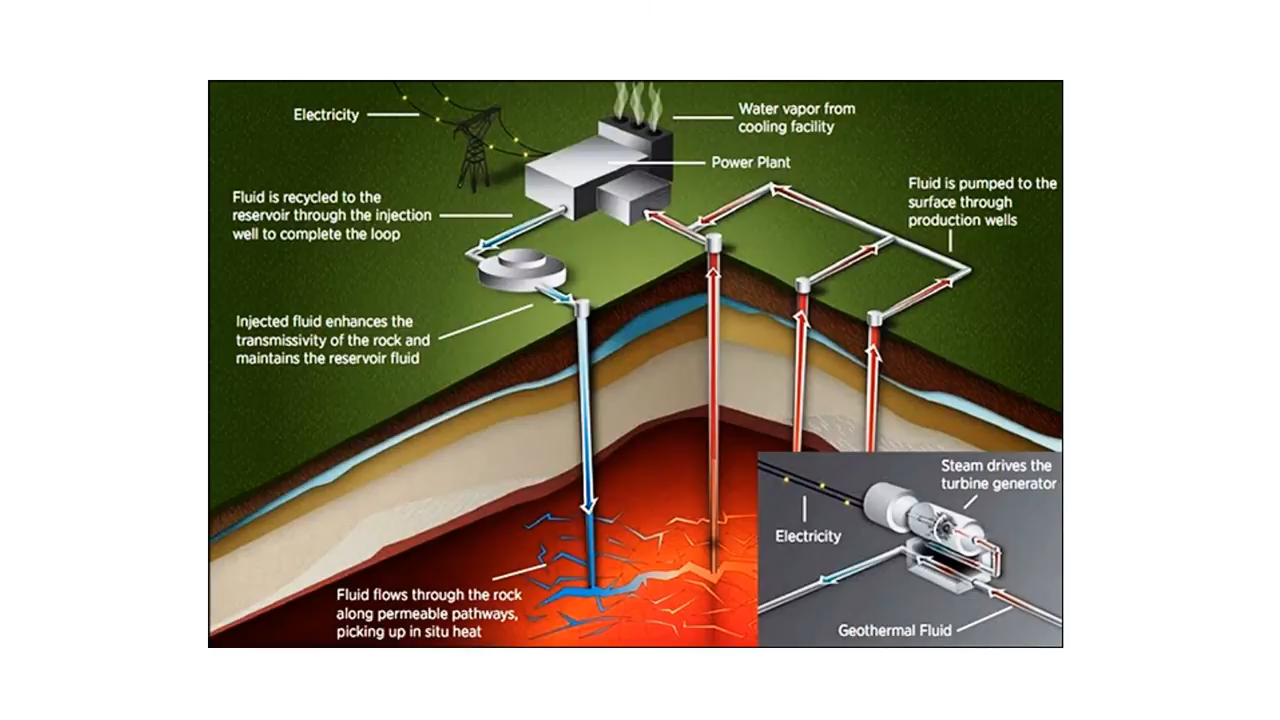 Electricity
Water vapor from
cooling facility
Power Plant
Fluid is pumped to the
surface through
production wells
Fluid is recycled to the
reservoir through the injection
well to complete the loop
Injected fluid enhances the
transmissivity of the rock and
maintains the reservoir fluid
Steam drives the
turbine generator
Electricity
Fluid flows through the rock
along permeable pathways,
picking up in situ heat
Geothermal Fluid